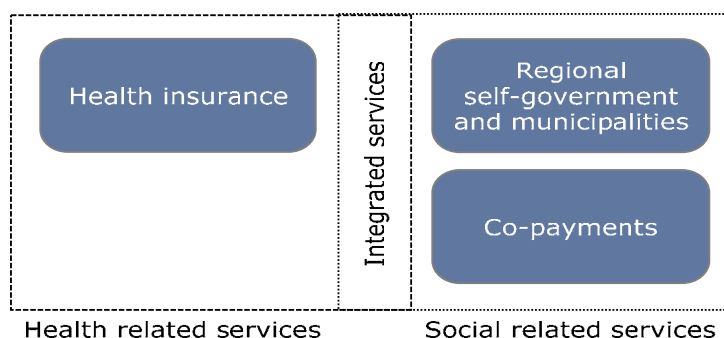 Health insurance
Integrated services
Regional
self-government
and municipalities
Co-payments
Health related services
Social related services